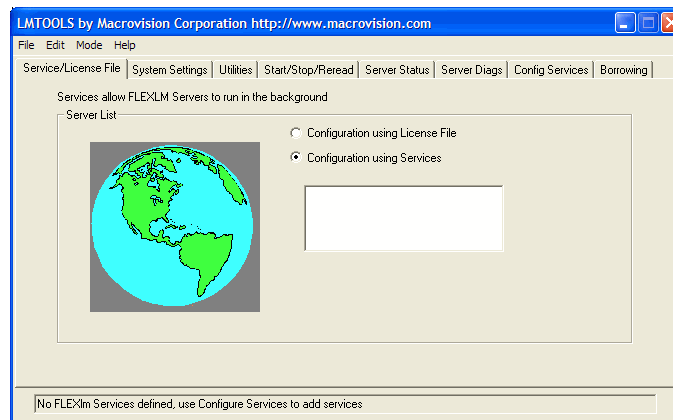 LMTOOLS by Macrovision Corporation http://www.macrovision.com
File Edit Mode Help
Service/License File System Settings Utilities Start/Stop/Reread Server Status Server Diags Config Services Borrowing
Services allow FLEXLM Servers to run in the background
Server List
Configuration using License File
Configuration using Services
No FLEXlm Services defined, use Configure Services to add services